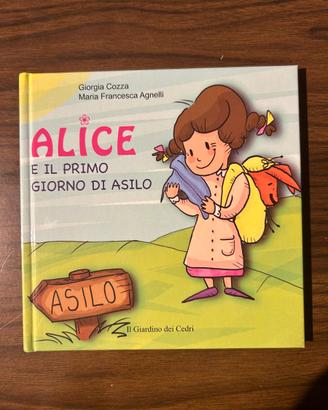 Giorgia Cozza
Maria Francesca Agnelli
ALICE
E IL PRIMO
GIORNO DI ASILO
ASILO
Il Giardino dei Cedri